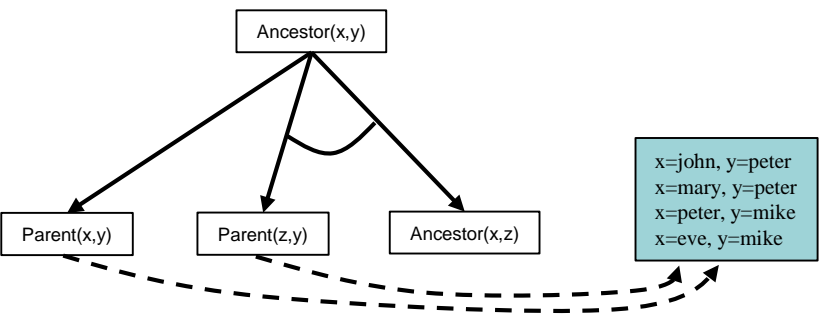 Ancestor(x,y)
Parent(x,y)
Parent(z,y)
Ancestor(x,z)
x=john, y=peter
x=mary, y=peter
x=peter, y=mike
x=eve, y=mike